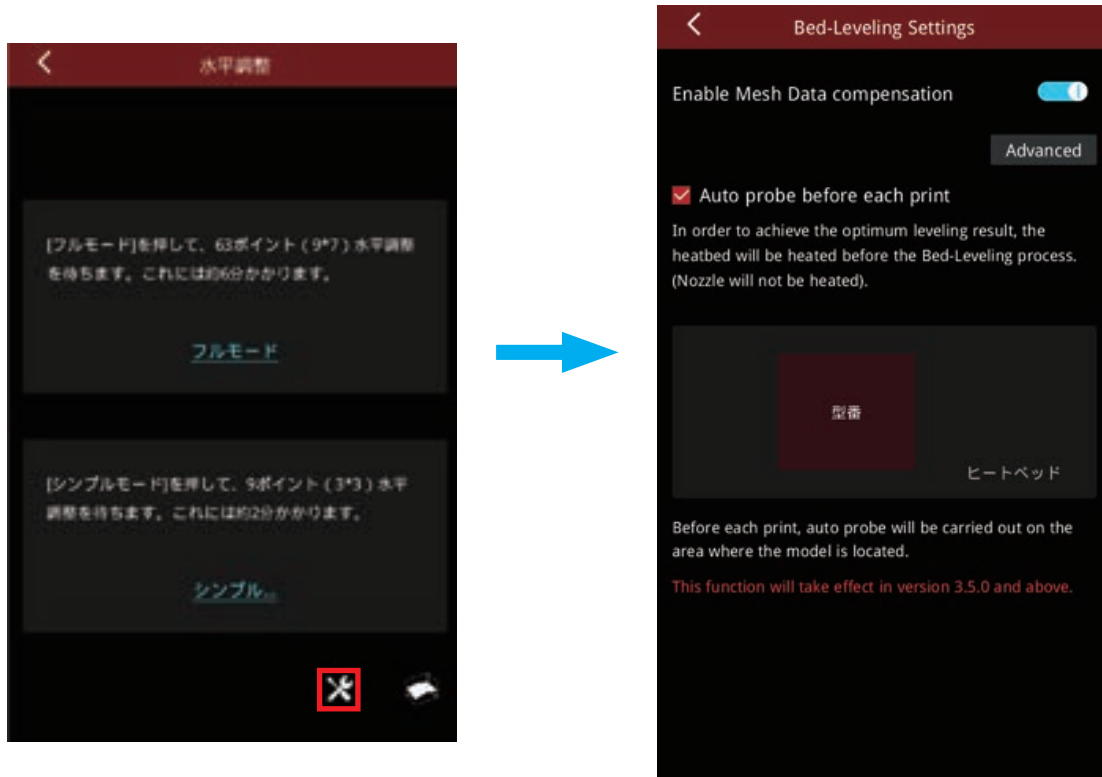 水平調整
[フルモード]を押して、63ポイント ( 9*7 ) 水平調整
を待ちます。これには約6分かかります。
フルモード
[シンプルモード]を押して、9ポイント ( 3*3 ) 水平
調整を待ちます。これには約2分かかります。
シンプル...
Bed-Leveling Settings
Enable Mesh Data compensation
Advanced
Auto probe before each print
In order to achieve the optimum leveling result, the
heatbed will be heated before the Bed-Leveling process.
(Nozzle will not be heated).
型番
ヒートベッド
Before each print, auto probe will be carried out on the
area where the model is located.
This function will take effect in version 3.5.0 and above.